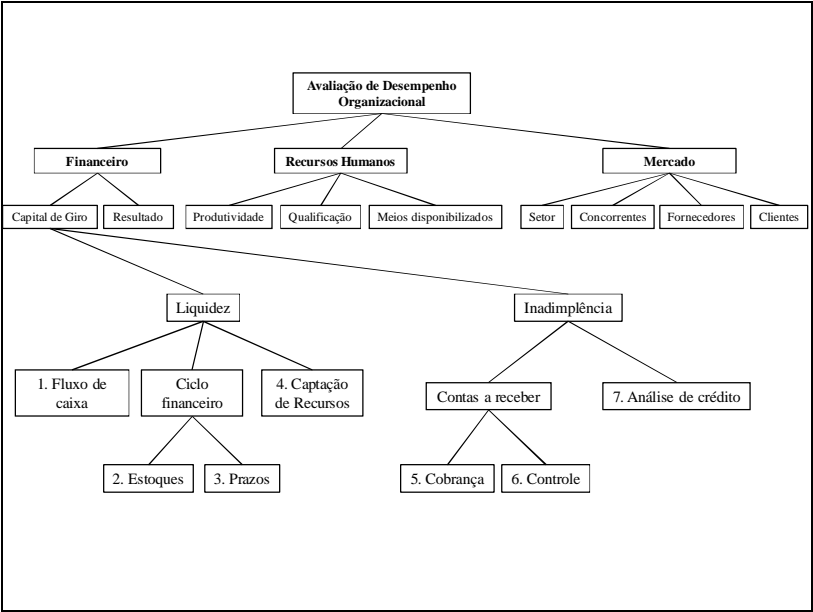 Avaliação de Desempenho
Organizacional
Financeiro
Recursos Humanos
Mercado
Capital de Giro
Resultado
Produtividade
Qualificação
Meios disponibilizados
Setor
Concorrentes
Fornecedores
Clientes
Liquidez
Inadimplência
1. Fluxo de
caixa
Ciclo
financeiro
4. Captação
de Recursos
Contas a receber
7. Análise de crédito
2. Estoques
3. Prazos
5. Cobrança
6. Controle